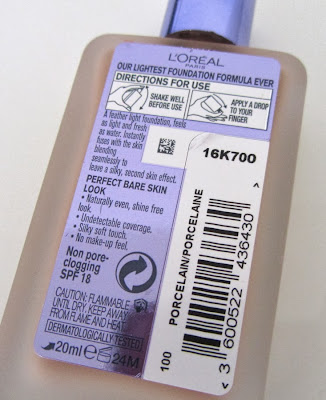 L'ORÉAL
PARIS
OUR LIGHTEST FOUNDATION FORMULA EVER
DIRECTIONS FOR USE
SHAKE WELL
BEFORE USE
APPLY A DROP
TO YOUR
FINGER
A feather light foundation, feels
as light and fresh
as water. Instantly
fuses with the skin
blending
seamlessly to
leave a silky, second skin effect.
PERFECT BARE SKIN
LOOK
• Naturally even, shine free
look.
• Undetectable coverage.
• Silky soft touch.
• No make-up feel.
Non pore-
clogging
SPF 18
CAUTION: FLAMMABLE
UNTIL DRY. KEEP AWAY
FROM FLAME AND HEAT.
DERMATOLOGICALLY TESTED
20ml e 24M
16K700
PORCELAIN/PORCELAINE
100
3 600522 436430 >